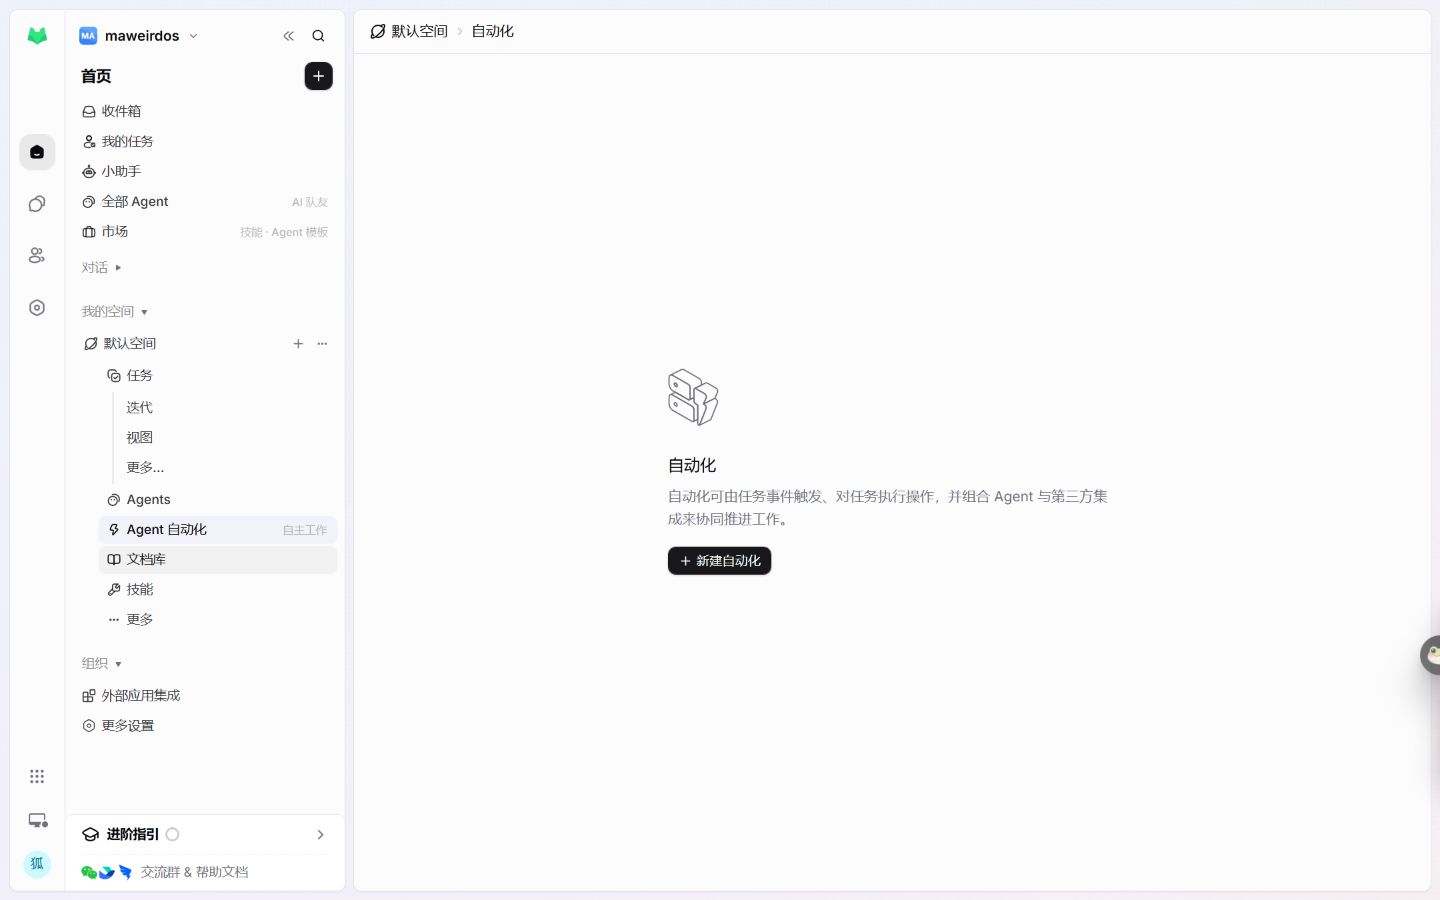 MA maweirdos
首页
收件箱
我的任务
小助手
全部 Agent AI 队友
市场 技能 · Agent 模板
对话
我的空间
默认空间
任务
迭代
视图
更多...
Agents
Agent 自动化 自主工作
文档库
技能
更多
组织
外部应用集成
更多设置
进阶指引
交流群 & 帮助文档
狐
默认空间 自动化
自动化
自动化可由任务事件触发、对任务执行操作，并组合 Agent 与第三方集
成来协同推进工作。
新建自动化